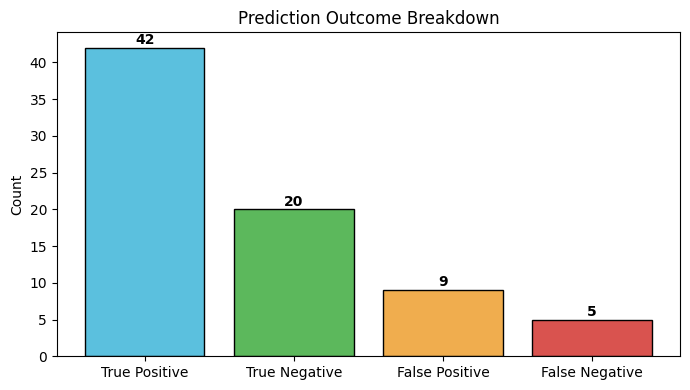 Prediction Outcome Breakdown
Count
40
35
30
25
20
15
10
5
0
42
20
9
5
True Positive
True Negative
False Positive
False Negative